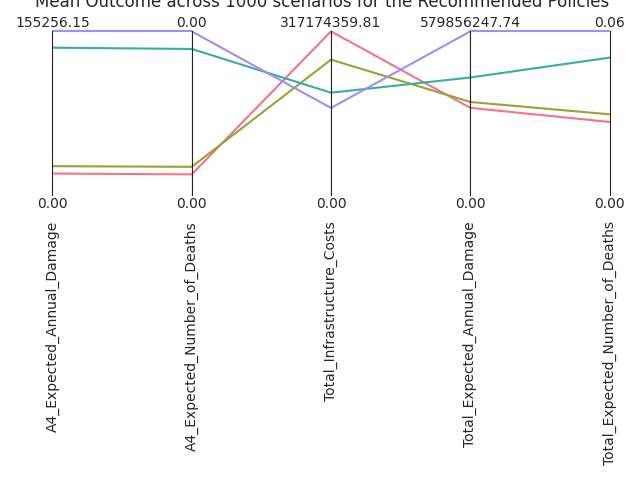 Mean Outcome across 1000 scenarios for the Recommended Policies
155256.15 0.00 317174359.81 579856247.74 0.06
0.00 0.00 0.00 0.00 0.00
A4_Expected_Annual_Damage
A4_Expected_Number_of_Deaths
Total_Infrastructure_Costs
Total_Expected_Annual_Damage
Total_Expected_Number_of_Deaths